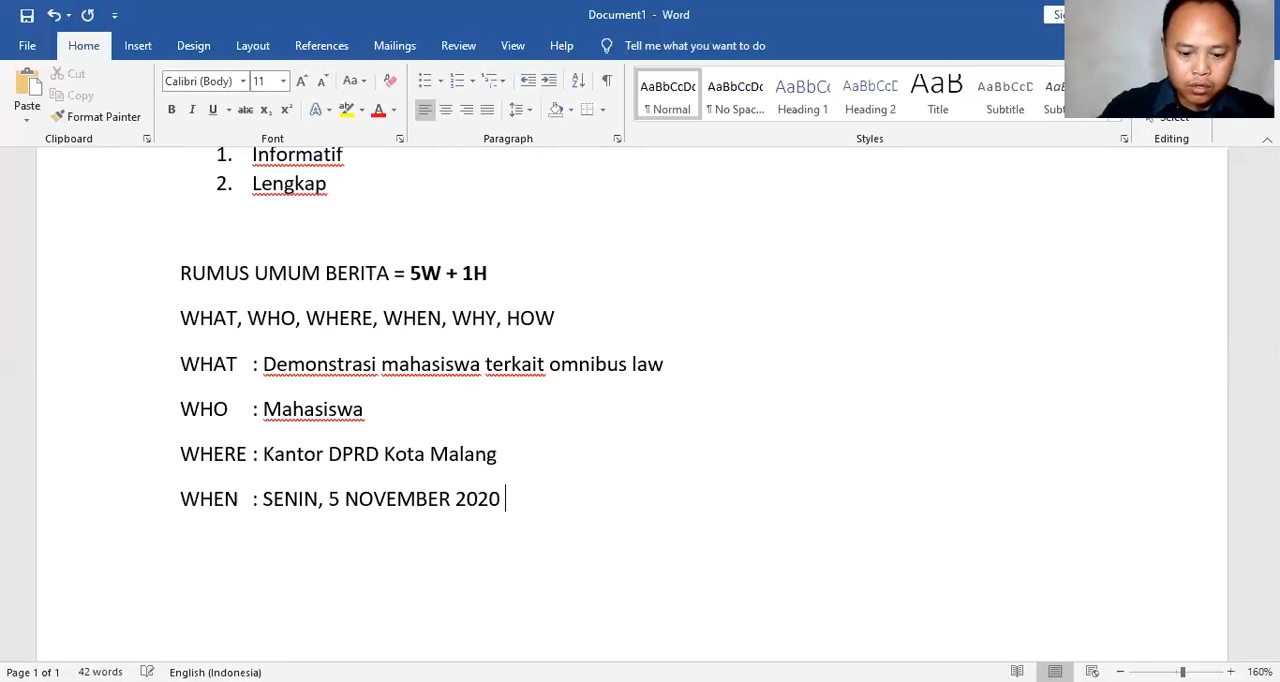 Document1 - Word
File Home Insert Design Layout References Mailings Review View Help Tell me what you want to do
Paste
Cut
Copy
Format Painter
Clipboard
Calibri (Body) 11
Font
Paragraph
AaBbCcDc AaBbCcDc AaBbCc AaBbCcD AaB AaBbCcD
¶ Normal ¶ No Spac... Heading 1 Heading 2 Title Subtitle
Styles
Editing
1. Informatif
2. Lengkap
RUMUS UMUM BERITA = 5W + 1H
WHAT, WHO, WHERE, WHEN, WHY, HOW
WHAT : Demonstrasi mahasiswa terkait omnibus law
WHO : Mahasiswa
WHERE : Kantor DPRD Kota Malang
WHEN : SENIN, 5 NOVEMBER 2020
Page 1 of 1 42 words English (Indonesia) 160%